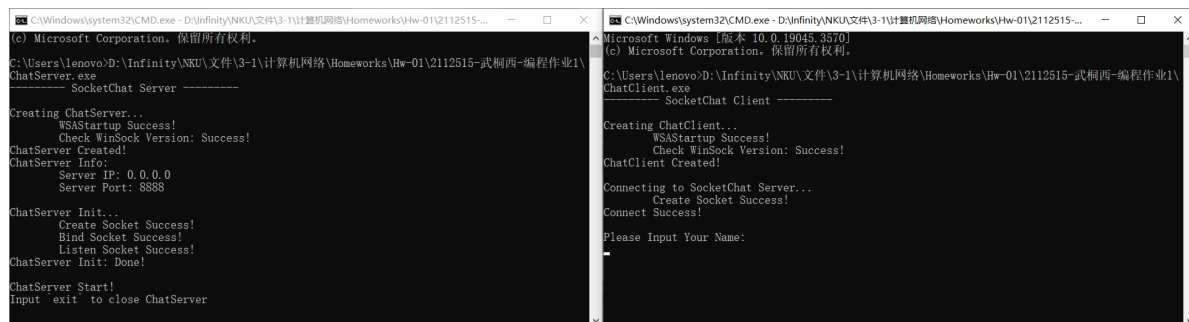 C:\Windows\system32\CMD.exe - D:\Infinity\NKU\文件\3-1\计算机网络\Homeworks\Hw-01\2112515-...
(c) Microsoft Corporation。保留所有权利。
C:\Users\lenovo>D:\Infinity\NKU\文件\3-1\计算机网络\Homeworks\Hw-01\2112515-武桐西-编程作业1\
ChatServer.exe
--------- SocketChat Server ---------
Creating ChatServer...
WSAStartup Success!
Check WinSock Version: Success!
ChatServer Created!
ChatServer Info:
Server IP: 0.0.0.0
Server Port: 8888
ChatServer Init...
Create Socket Success!
Bind Socket Success!
Listen Socket Success!
ChatServer Init: Done!
ChatServer Start!
Input `exit` to close ChatServer
C:\Windows\system32\CMD.exe - D:\Infinity\NKU\文件\3-1\计算机网络\Homeworks\Hw-01\2112515-...
Microsoft Windows [版本 10.0.19045.3570]
(c) Microsoft Corporation。保留所有权利。
C:\Users\lenovo>D:\Infinity\NKU\文件\3-1\计算机网络\Homeworks\Hw-01\2112515-武桐西-编程作业1\
ChatClient.exe
--------- SocketChat Client ---------
Creating ChatClient...
WSAStartup Success!
Check WinSock Version: Success!
ChatClient Created!
Connecting to SocketChat Server...
Create Socket Success!
Connect Success!
Please Input Your Name: